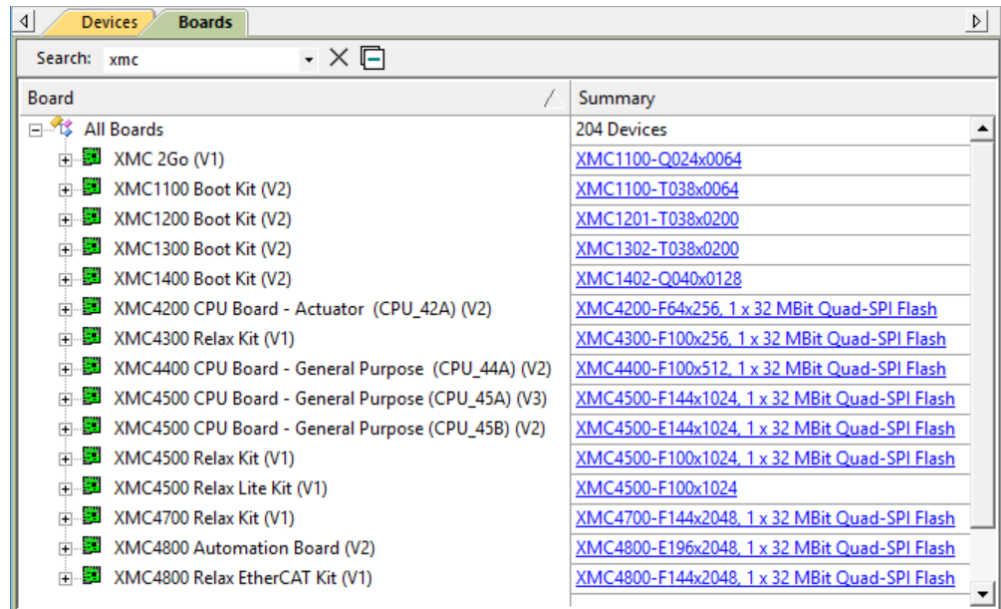 Devices Boards
Search: xmc
Board Summary
All Boards 204 Devices
XMC 2Go (V1) XMC1100-Q024x0064
XMC1100 Boot Kit (V2) XMC1100-T038x0064
XMC1200 Boot Kit (V2) XMC1201-T038x0200
XMC1300 Boot Kit (V2) XMC1302-T038x0200
XMC1400 Boot Kit (V2) XMC1402-Q040x0128
XMC4200 CPU Board - Actuator (CPU_42A) (V2) XMC4200-F64x256, 1 x 32 MBit Quad-SPI Flash
XMC4300 Relax Kit (V1) XMC4300-F100x256, 1 x 32 MBit Quad-SPI Flash
XMC4400 CPU Board - General Purpose (CPU_44A) (V2) XMC4400-F100x512, 1 x 32 MBit Quad-SPI Flash
XMC4500 CPU Board - General Purpose (CPU_45A) (V3) XMC4500-F144x1024, 1 x 32 MBit Quad-SPI Flash
XMC4500 CPU Board - General Purpose (CPU_45B) (V2) XMC4500-E144x1024, 1 x 32 MBit Quad-SPI Flash
XMC4500 Relax Kit (V1) XMC4500-F100x1024, 1 x 32 MBit Quad-SPI Flash
XMC4500 Relax Lite Kit (V1) XMC4500-F100x1024
XMC4700 Relax Kit (V1) XMC4700-F144x2048, 1 x 32 MBit Quad-SPI Flash
XMC4800 Automation Board (V2) XMC4800-E196x2048, 1 x 32 MBit Quad-SPI Flash
XMC4800 Relax EtherCAT Kit (V1) XMC4800-F144x2048, 1 x 32 MBit Quad-SPI Flash